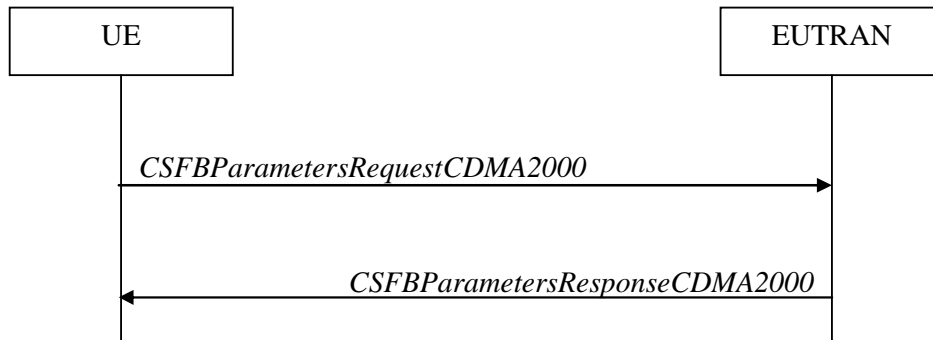 UE
EUTRAN
CSFBParametersRequestCDMA2000
CSFBParametersResponseCDMA2000